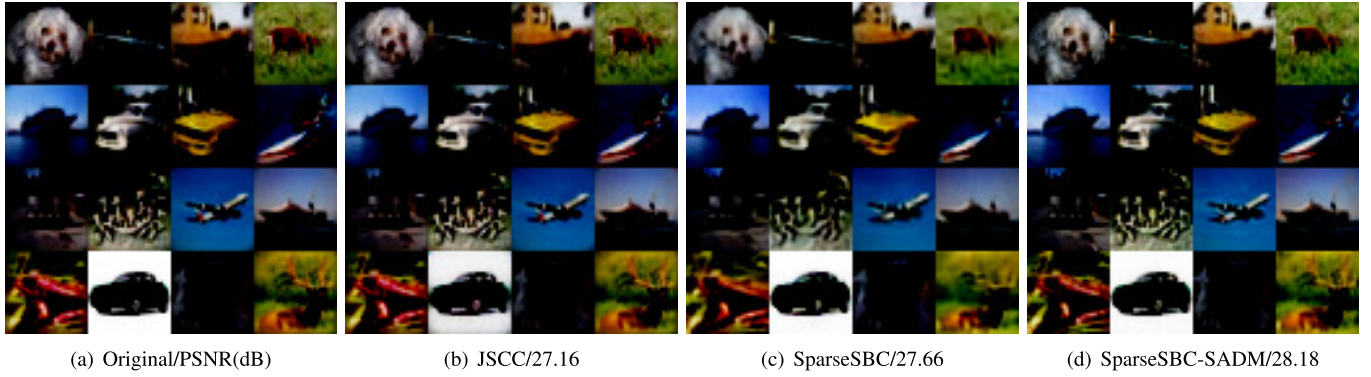 (a) Original/PSNR(dB)
(b) JSCC/27.16
(c) SparseSBC/27.66
(d) SparseSBC-SADM/28.18